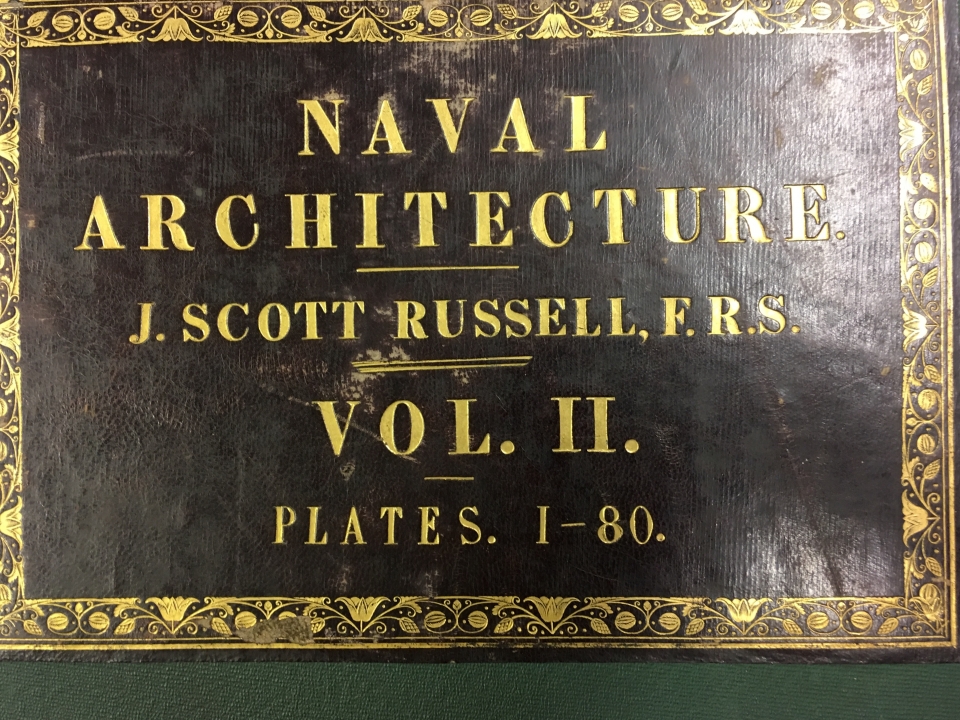 NAVAL
ARCHITECTURE.
J. SCOTT RUSSELL, F.R.S.
VOL. II.
PLATES. 1-80.